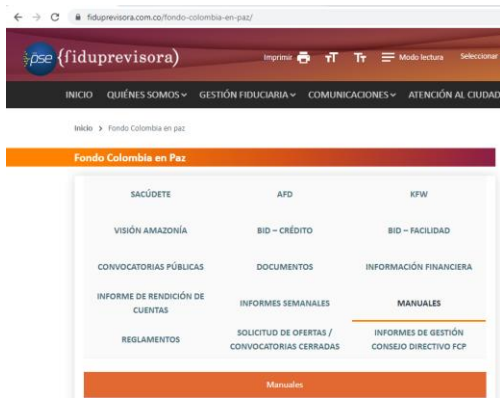 fiduprevisora.com.co/fondo-colombia-en-paz/
pse {fiduprevisora) Imprimir TT Tт Modo lectura Seleccionar
INICIO QUIÉNES SOMOS GESTIÓN FIDUCIARIA COMUNICACIONES ATENCIÓN AL CIUDAD
Inicio > Fondo Colombia en paz
Fondo Colombia en Paz
SACÚDETE AFD KFW
VISIÓN AMAZONÍA BID – CRÉDITO BID – FACILIDAD
CONVOCATORIAS PÚBLICAS DOCUMENTOS INFORMACIÓN FINANCIERA
INFORME DE RENDICIÓN DE
CUENTAS
INFORMES SEMANALES MANUALES
REGLAMENTOS
SOLICITUD DE OFERTAS /
CONVOCATORIAS CERRADAS
INFORMES DE GESTIÓN
CONSEJO DIRECTIVO FCP
Manuales